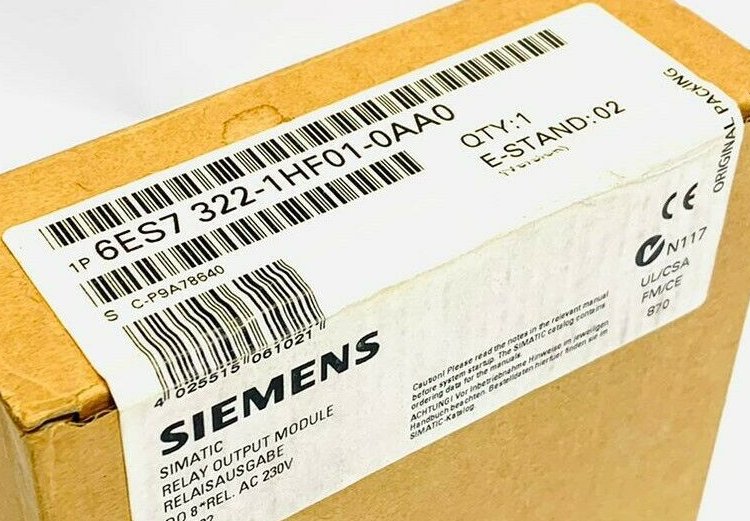 1P 6ES7 322-1HF01-0AA0
QTY:1
E-STAND: 02
(Version)
S C-P9A78640
4 025515 061021
ORIGINAL PACKING
CE
N117
UL/CSA
FM/CE
870
SIEMENS
SIMATIC
RELAY OUTPUT MODULE
RELAISAUSGABE
DO 8*REL. AC 230V
Caution! Please read the notes in the relevant manual
before system startup. The SIMATIC catalog contains
ordering data for the manuals.
ACHTUNG! Vor Inbetriebnahme Hinweise im jeweiligen
Handbuch beachten. Bestelldaten hierfuer finden sie im
SIMATIC-Katalog.